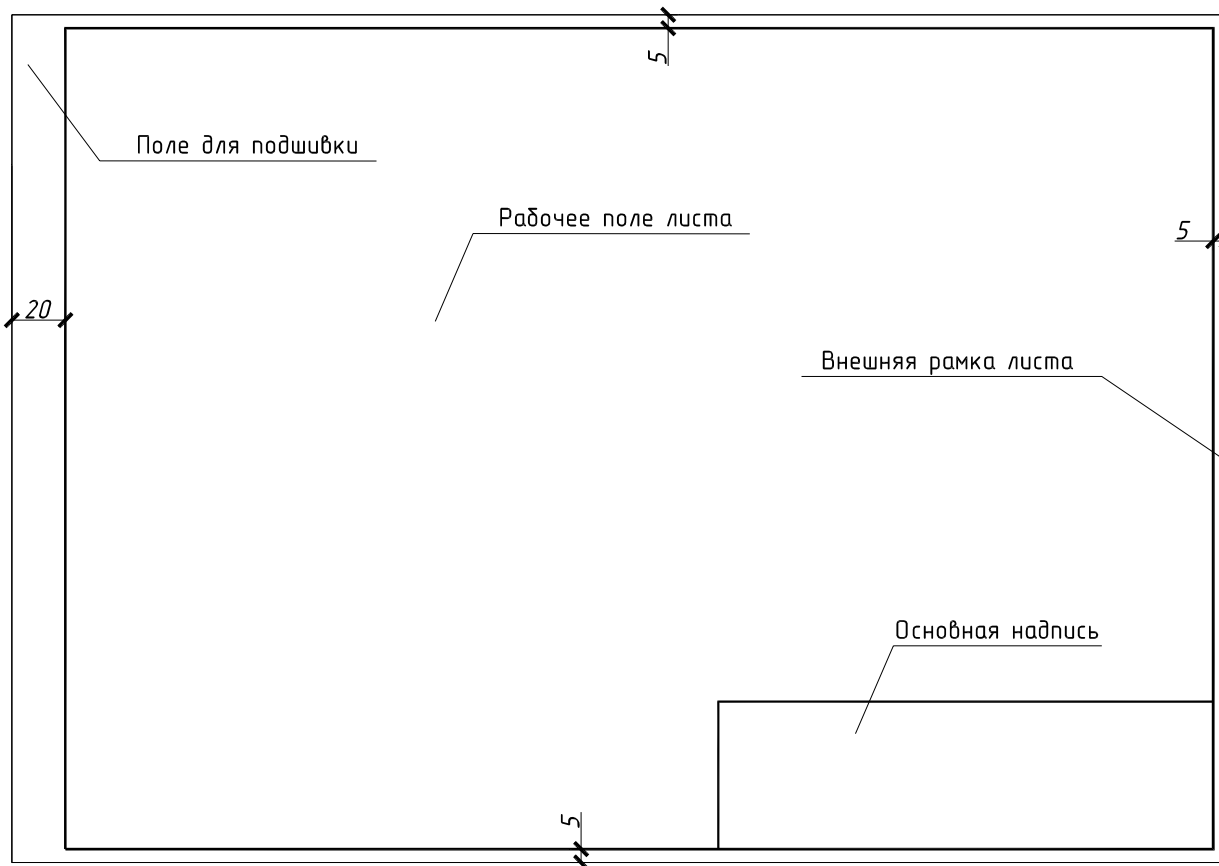 5
Поле для подшивки
Рабочее поле листа
5
20
Внешняя рамка листа
Основная надпись
5